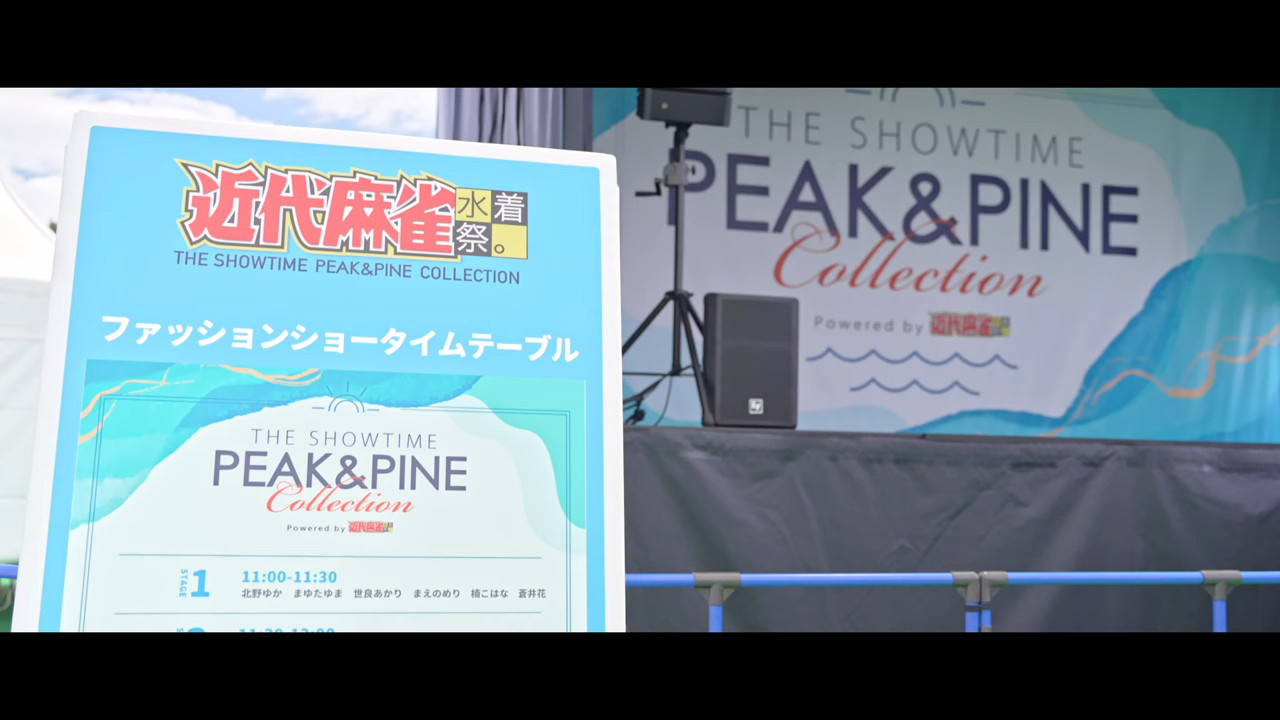 近代麻雀水着祭。
THE SHOWTIME PEAK&PINE COLLECTION
ファッションショータイムテーブル
THE SHOWTIME
PEAK&PINE
Collection
Powered by 近代麻雀
STAGE 1
11:00-11:30
北野ゆか まゆたゆま 世良あかり まえのめり 楠こはな 蒼井花
THE SHOWTIME
PEAK&PINE
Collection
Powered by 近代麻雀